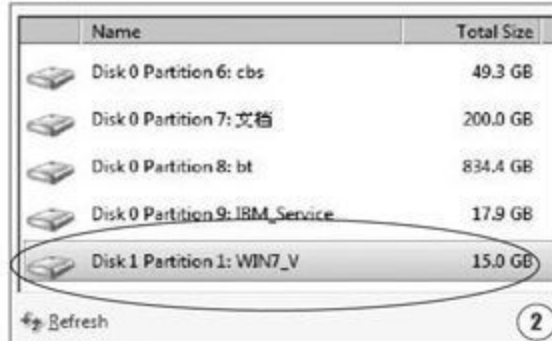 Name Total Size
Disk 0 Partition 6: cbs 49.3 GB
Disk 0 Partition 7: 文档 200.0 GB
Disk 0 Partition 8: bt 834.4 GB
Disk 0 Partition 9: IBM_Service 17.9 GB
Disk 1 Partition 1: WIN7_V 15.0 GB
Refresh 2